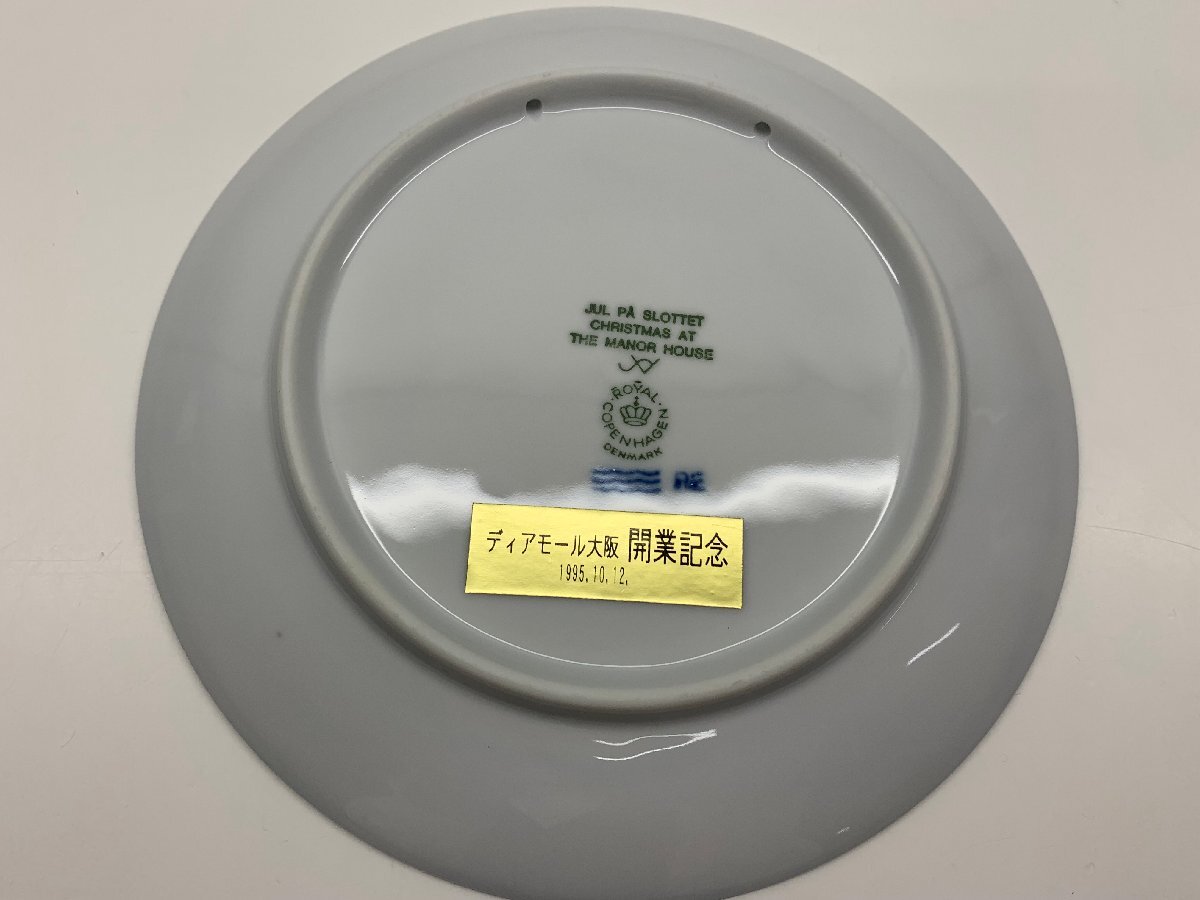 JUL PÅ SLOTTET
CHRISTMAS AT
THE MANOR HOUSE
ROYAL
COPENHAGEN
DENMARK
ディアモール大阪 開業記念
1995.10.12.